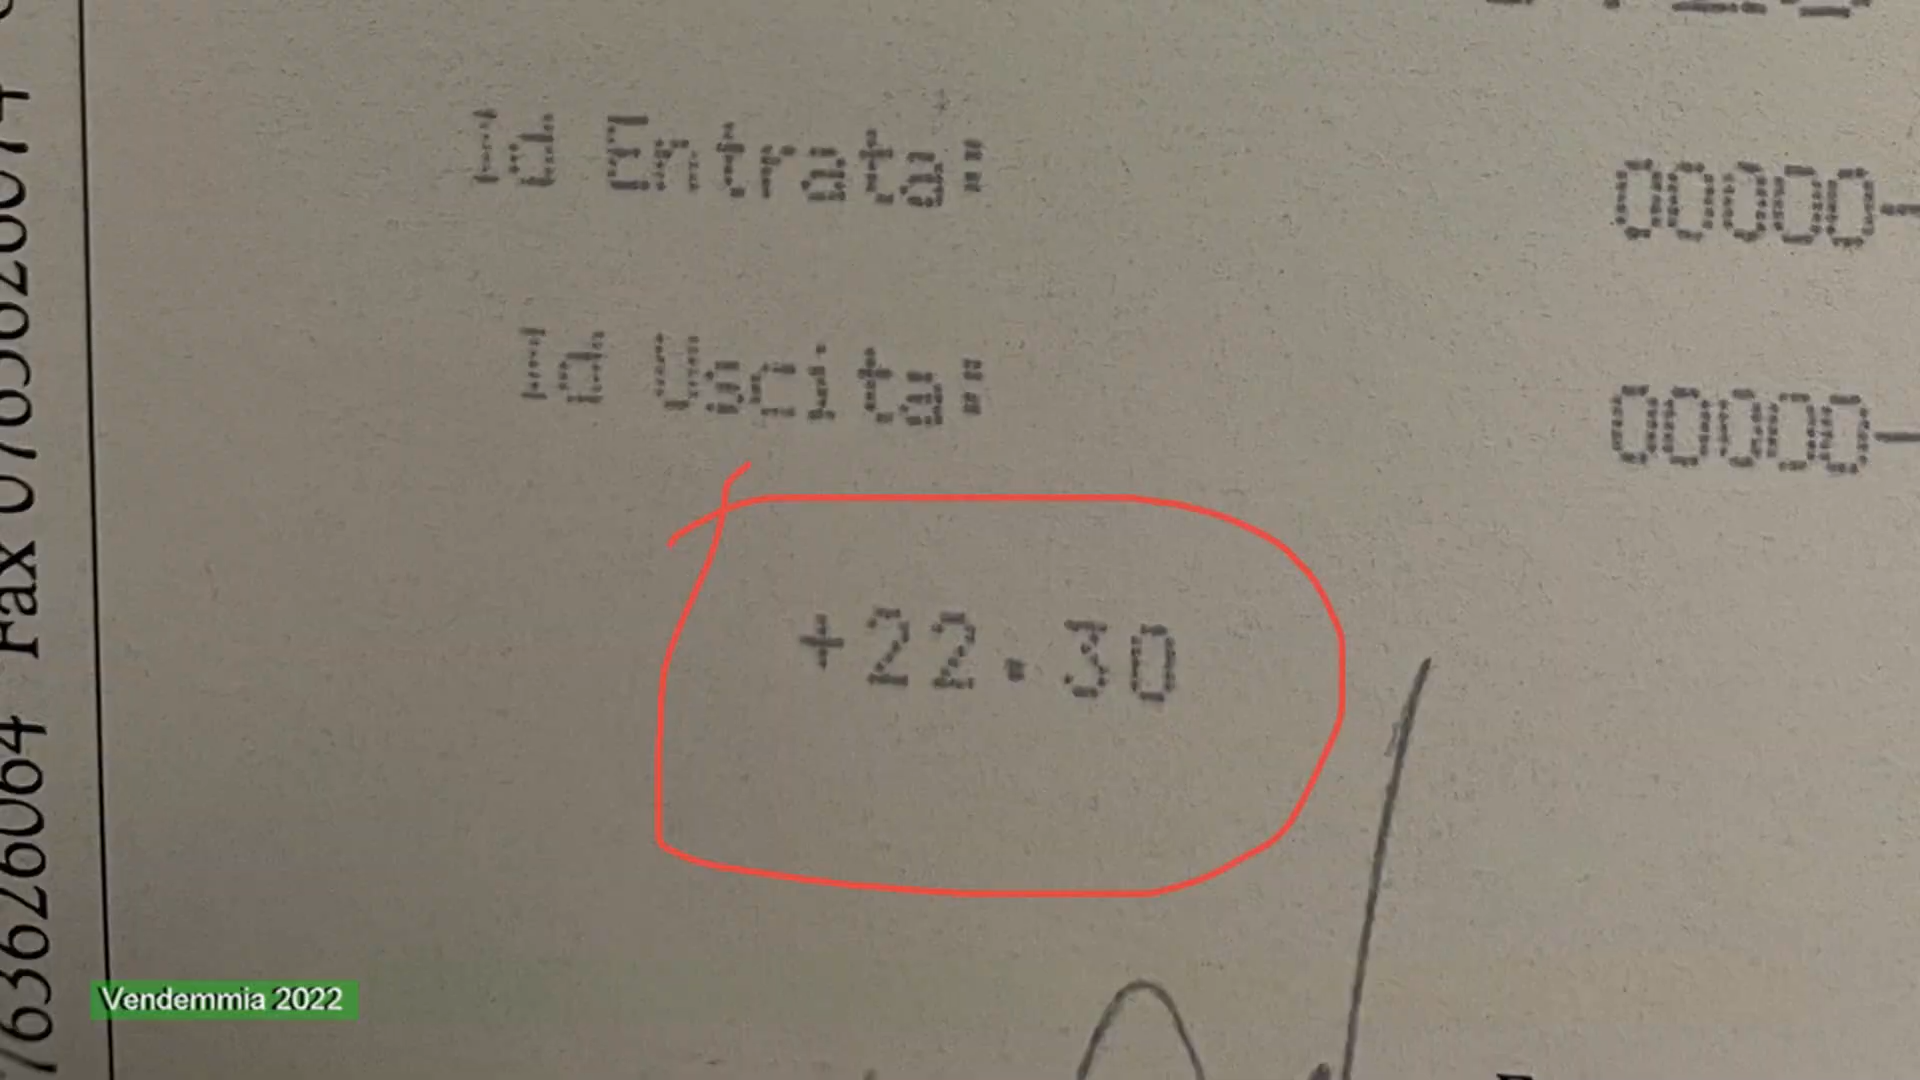 Id Entrata:
00000-
Id Uscita:
00000-
+22.30
Fax
Vendemmia 2022